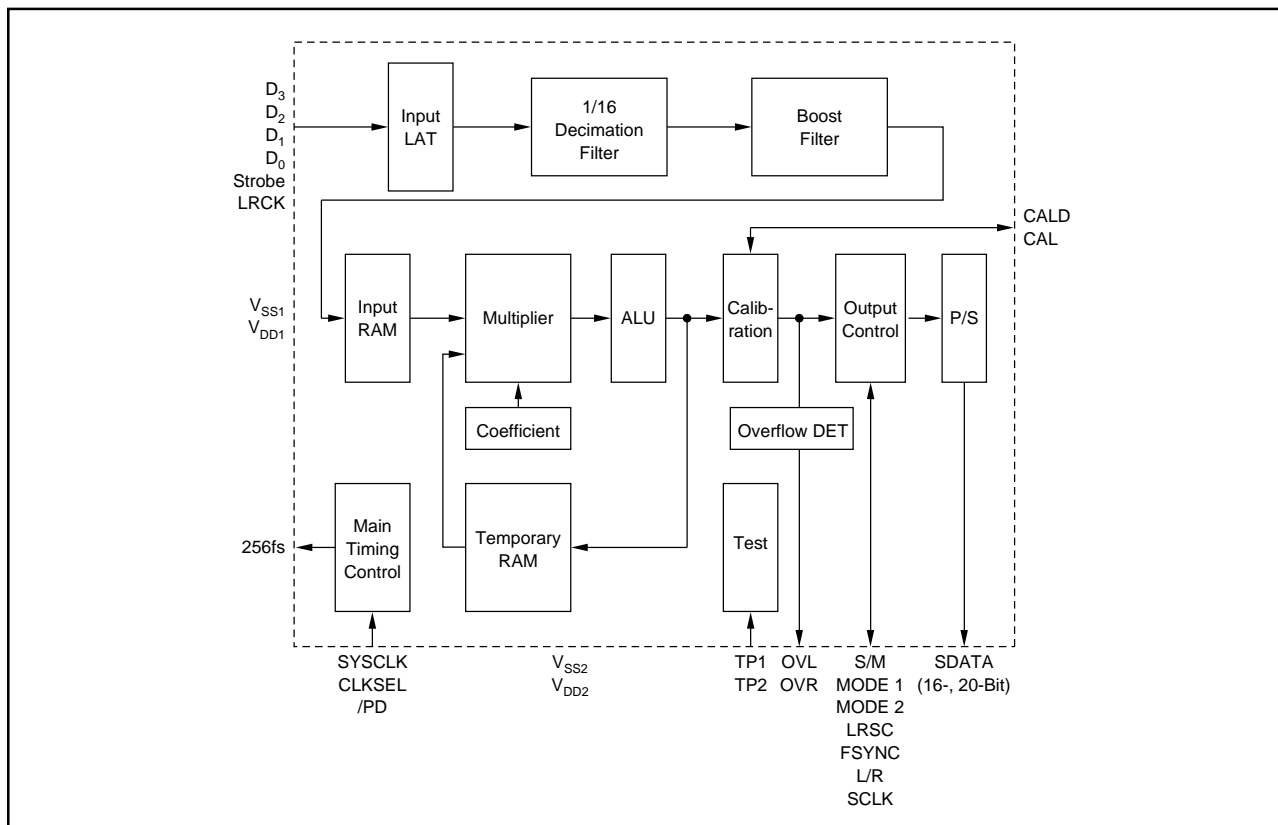 D3
D2
D1
D0
Strobe
LRCK
Input
LAT
1/16
Decimation
Filter
Boost
Filter
CALD
CAL
VSS1
VDD1
Input
RAM
Multiplier
ALU
Calib-
ration
Output
Control
P/S
Coefficient
Overflow DET
256fs
Main
Timing
Control
Temporary
RAM
Test
SYSCLK
CLKSEL
/PD
VSS2
VDD2
TP1
TP2
OVL
OVR
S/M
MODE 1
MODE 2
LRSC
FSYNC
L/R
SCLK
SDATA
(16-, 20-Bit)